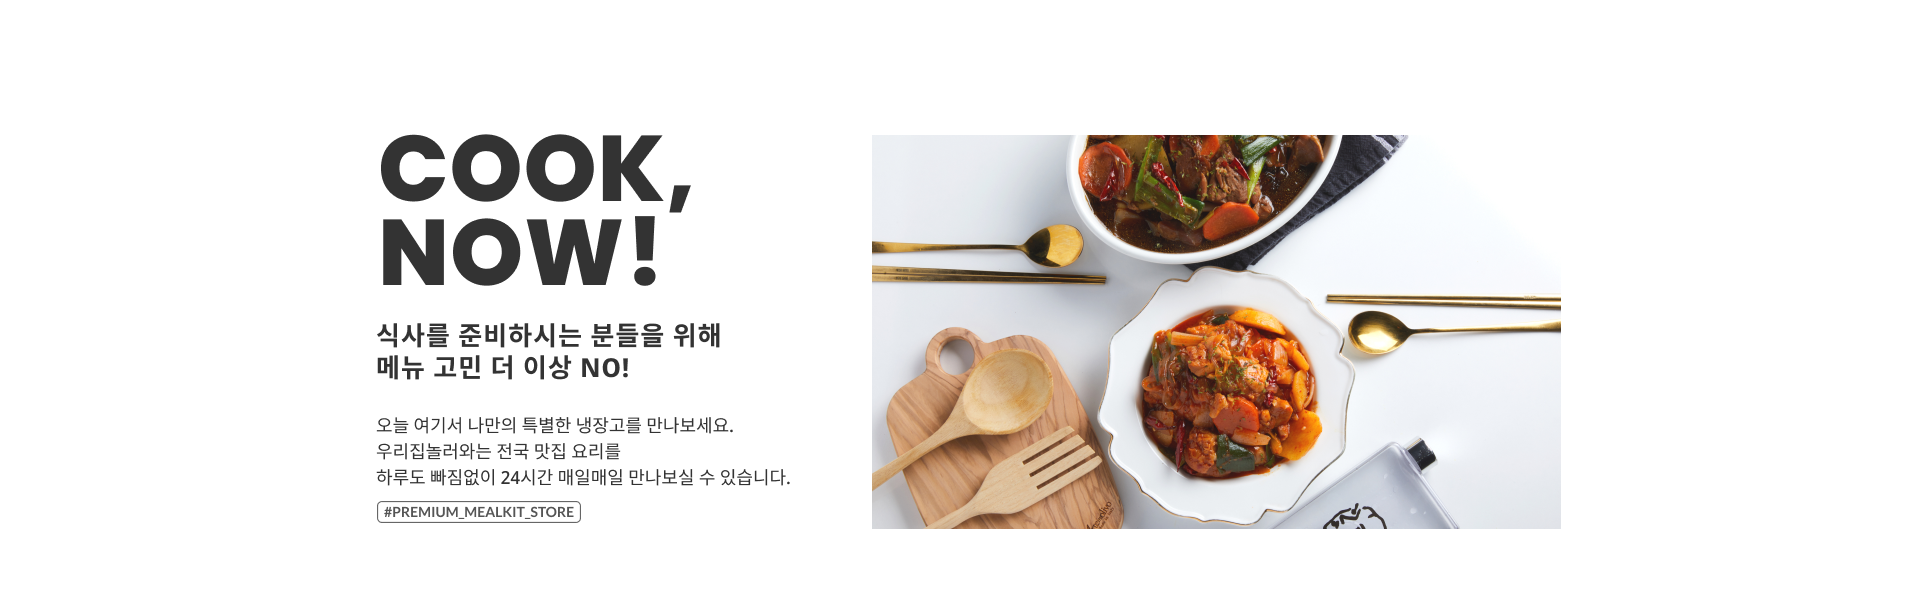 COOK,
NOW!
식사를 준비하시는 분들을 위해
메뉴 고민 더 이상 NO!
오늘 여기서 나만의 특별한 냉장고를 만나보세요.
우리집놀러와는 전국 맛집 요리를
하루도 빠짐없이 24시간 매일매일 만나보실 수 있습니다.
#PREMIUM_MEALKIT_STORE